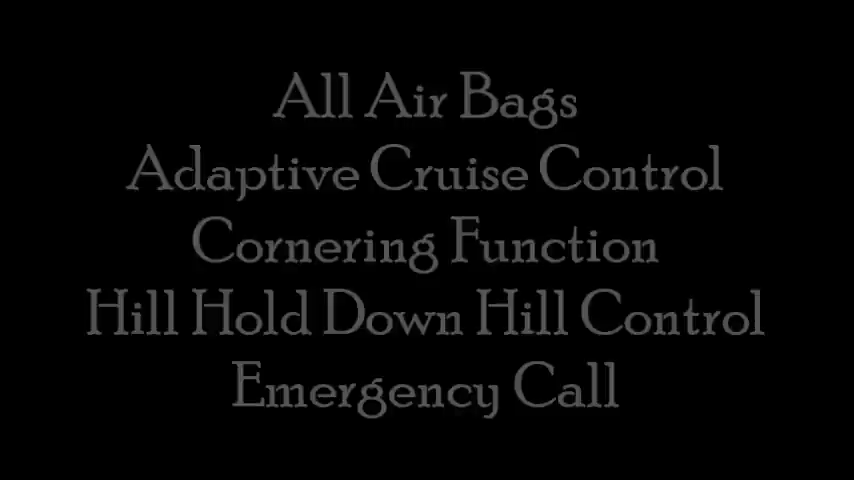 All Air Bags
Adaptive Cruise Control
Cornering Function
Hill Hold Down Hill Control
Emergency Call